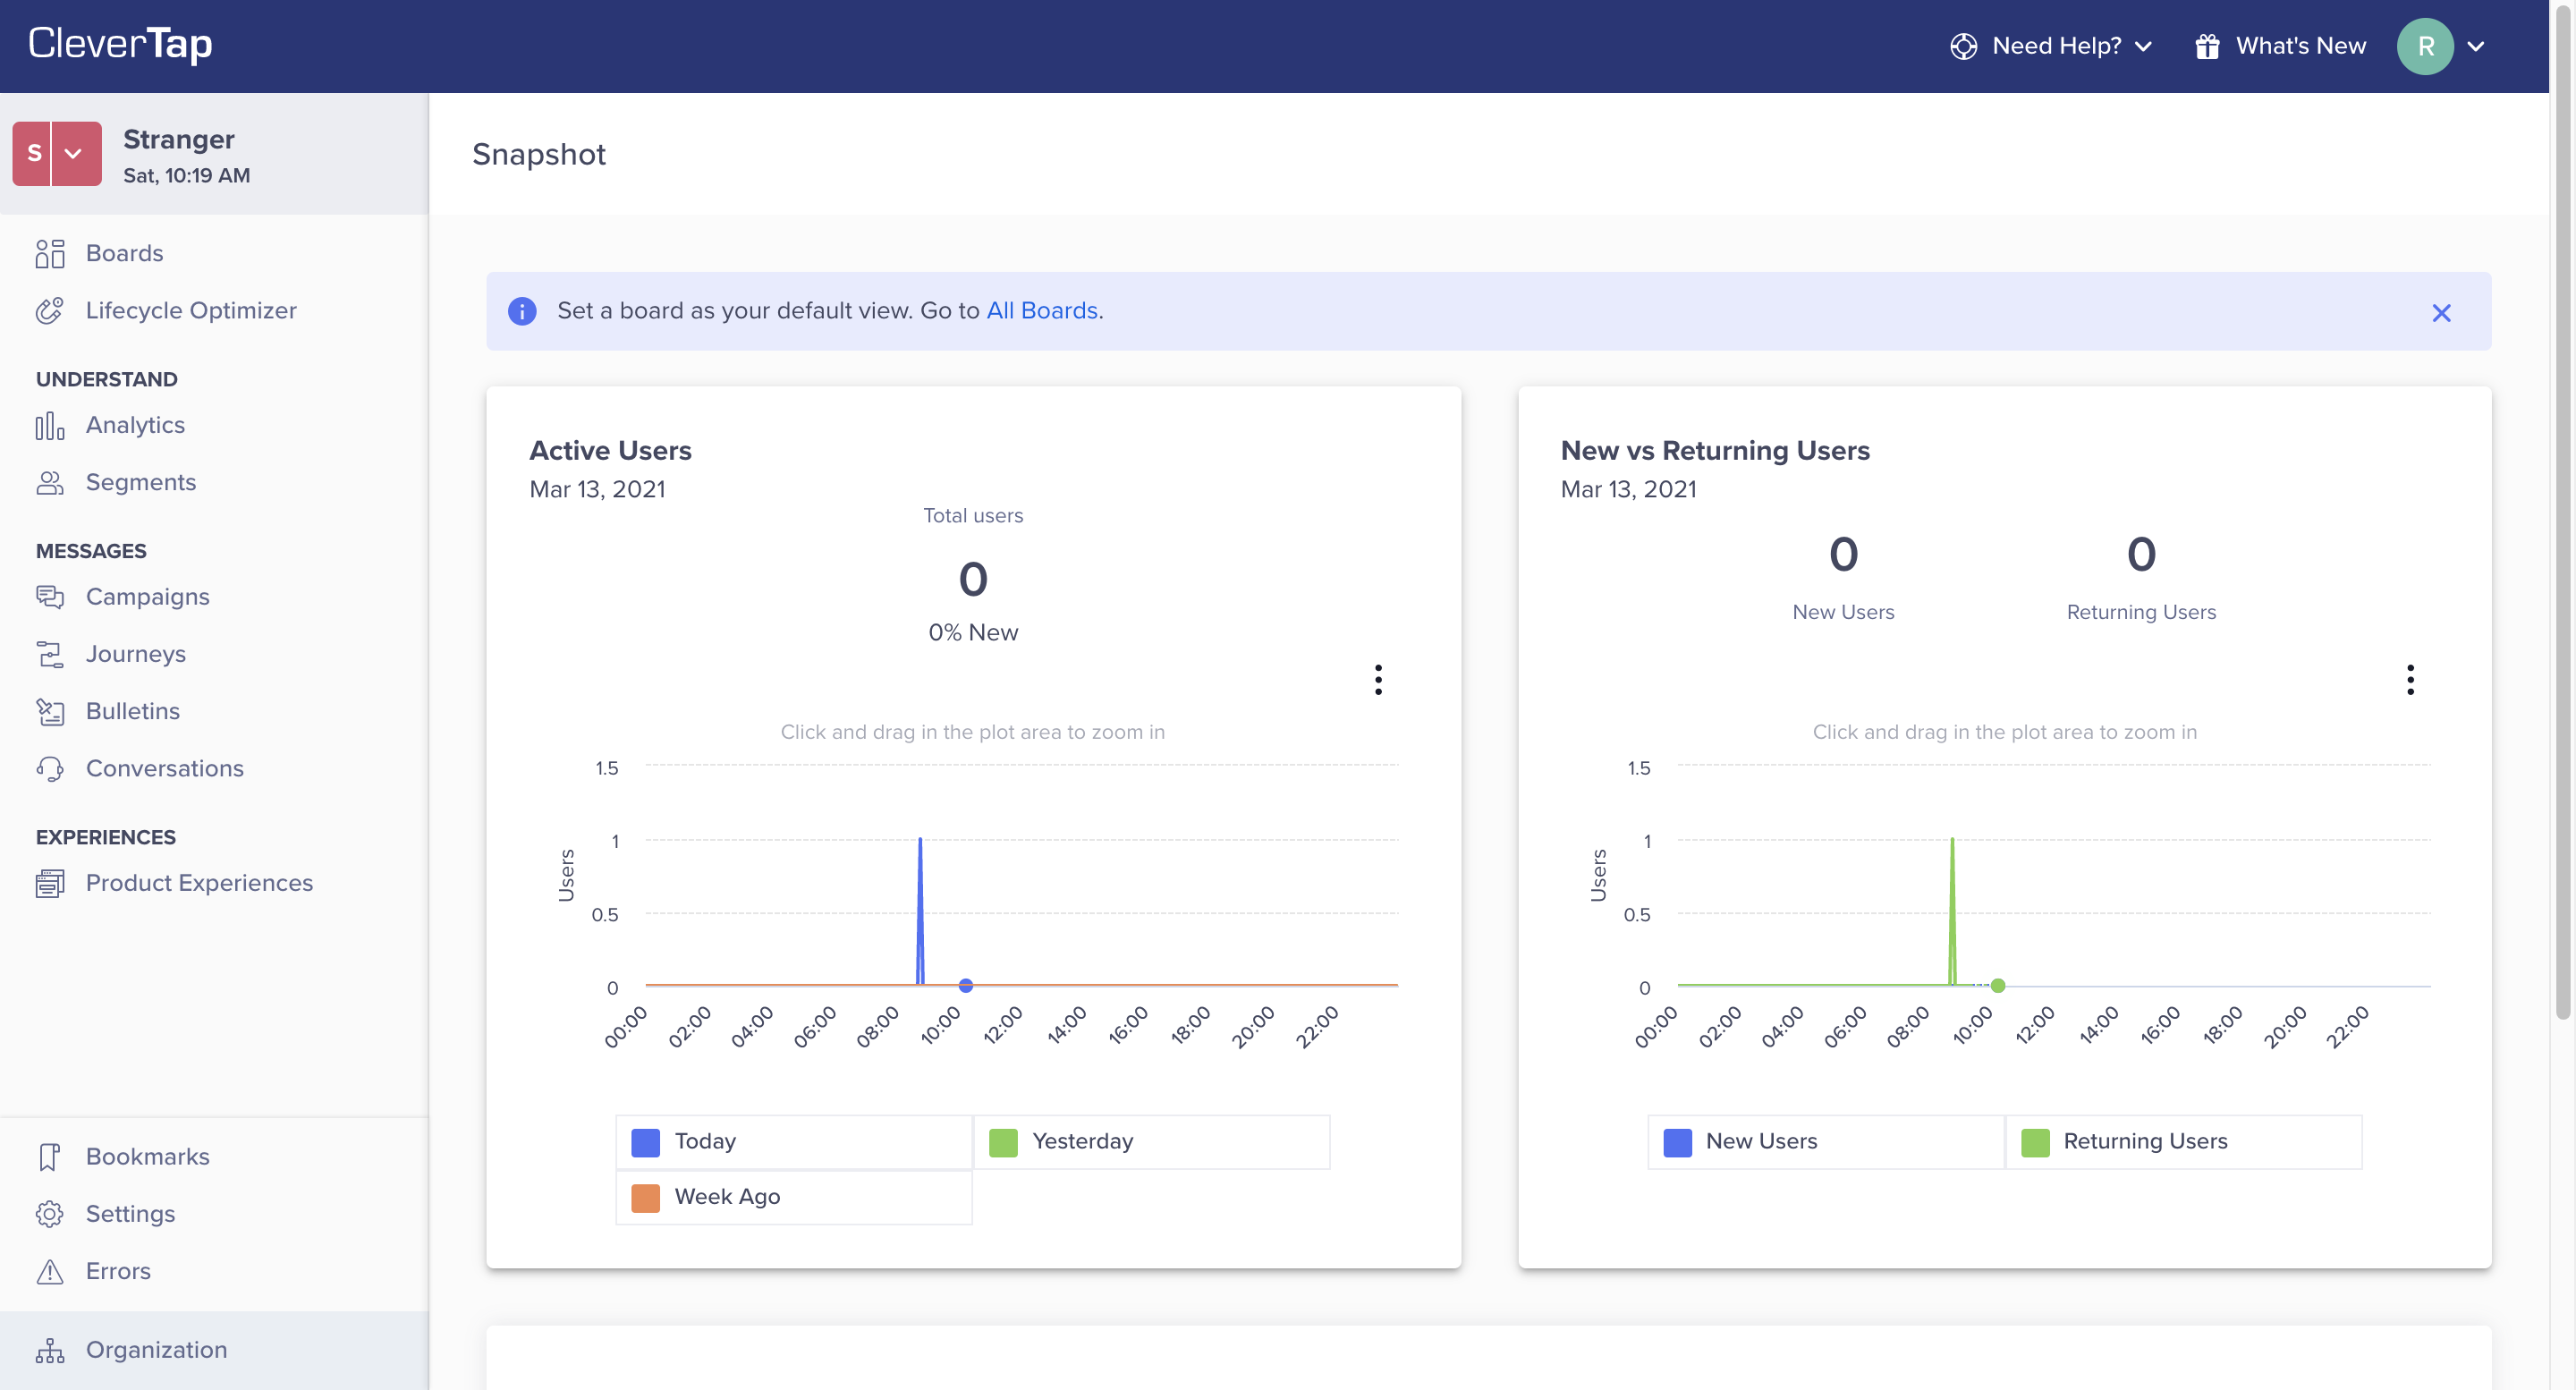 CleverTap
Need Help?
What's New
R
S
Stranger
Sat, 10:19 AM
Boards
Lifecycle Optimizer
UNDERSTAND
Analytics
Segments
MESSAGES
Campaigns
Journeys
Bulletins
Conversations
EXPERIENCES
Product Experiences
Bookmarks
Settings
Errors
Organization
Snapshot
Set a board as your default view. Go to All Boards.
Active Users
Mar 13, 2021
Total users
0
0% New
Click and drag in the plot area to zoom in
1.5
1
0.5
0
Users
00:00 02:00 04:00 06:00 08:00 10:00 12:00 14:00 16:00 18:00 20:00 22:00
Today
Yesterday
Week Ago
New vs Returning Users
Mar 13, 2021
0 0
New Users Returning Users
Click and drag in the plot area to zoom in
1.5
1
0.5
0
Users
00:00 02:00 04:00 06:00 08:00 10:00 12:00 14:00 16:00 18:00 20:00 22:00
New Users
Returning Users